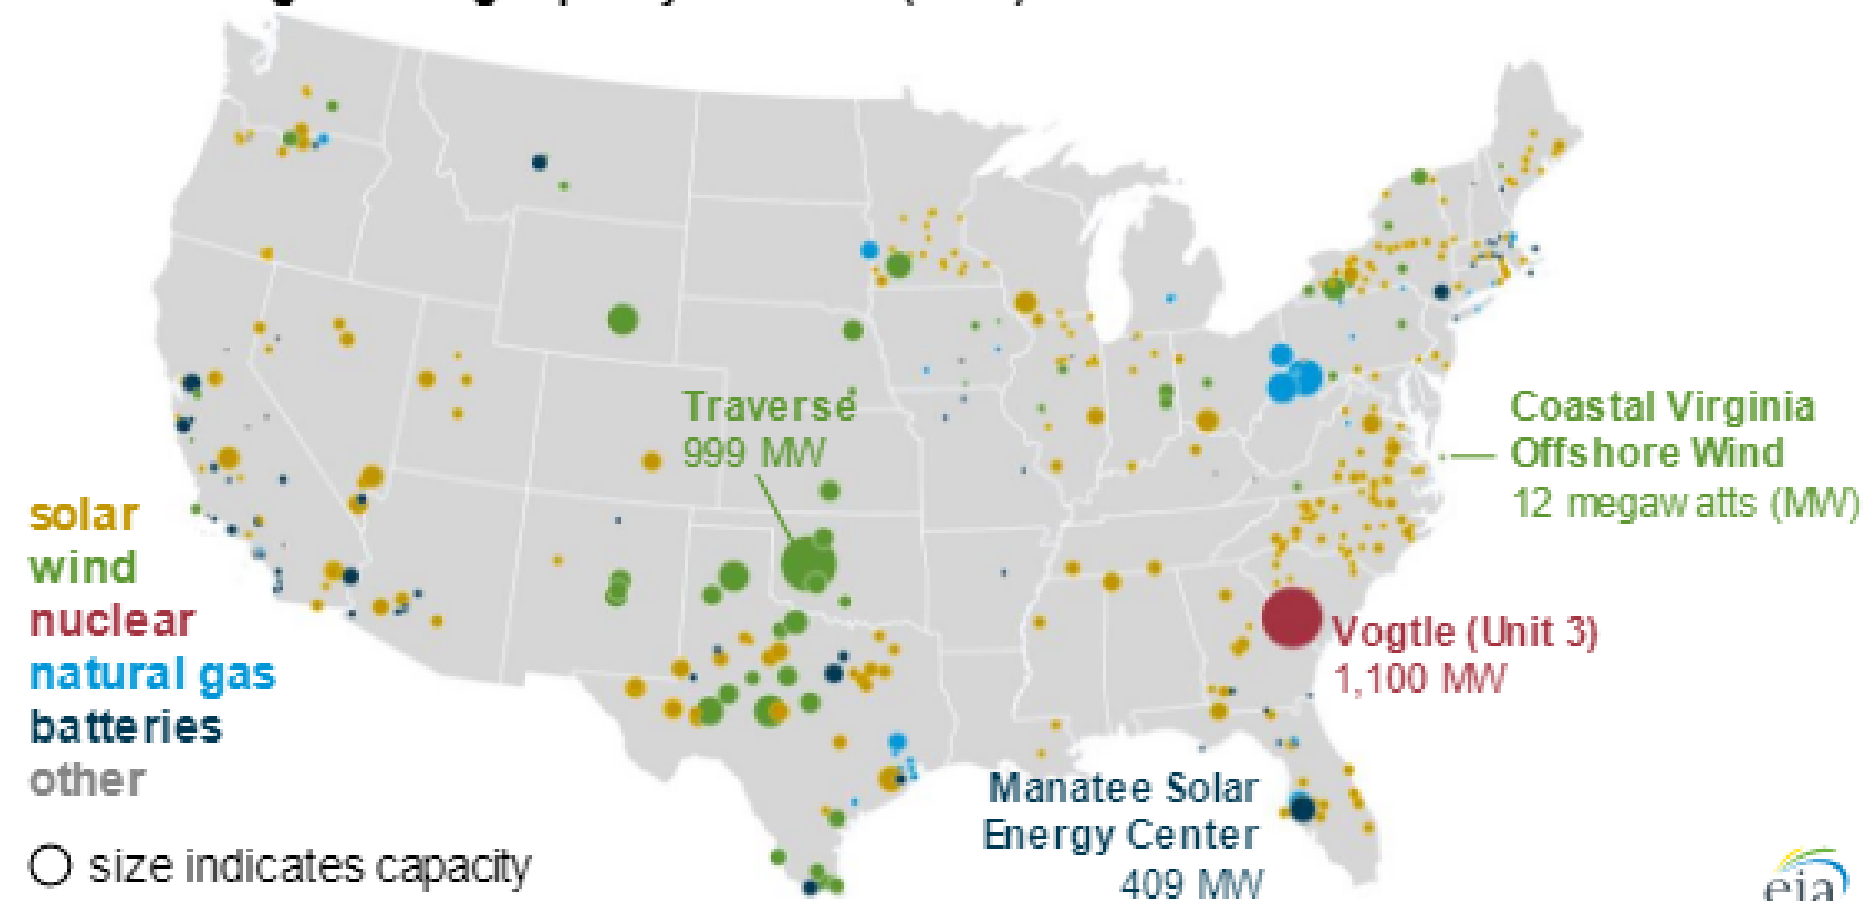 Traverse
999 MW
Coastal Virginia
Offshore Wind
12 megawatts (MW)
solar
wind
nuclear
natural gas
batteries
other
size indicates capacity
Vogtle (Unit 3)
1,100 MW
Manatee Solar
Energy Center
409 MW
eia